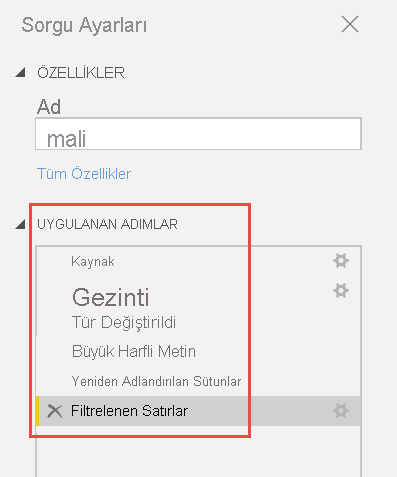 Sorgu Ayarları
ÖZELLİKLER
Ad
mali
Tüm Özellikler
UYGULANAN ADIMLAR
Kaynak
Gezinti
Tür Değiştirildi
Büyük Harfli Metin
Yeniden Adlandırılan Sütunlar
Filtrelenen Satırlar